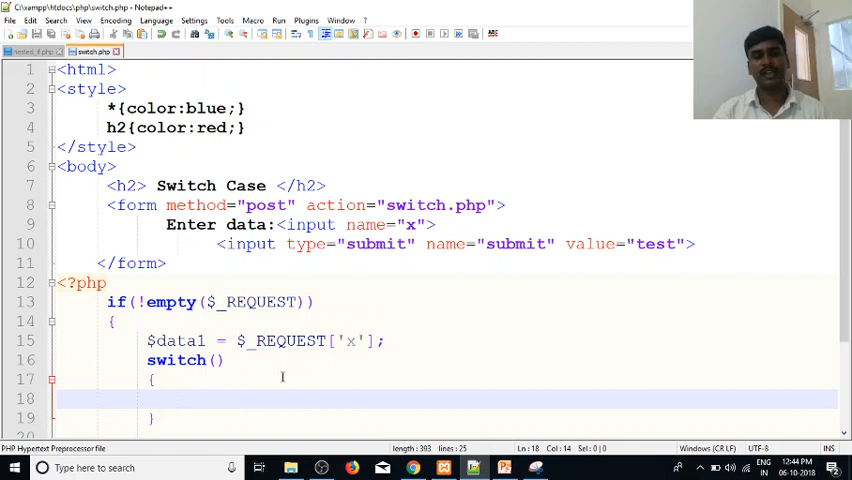 C:\xampp\htdocs\php\switch.php - Notepad++
File Edit Search View Encoding Language Settings Tools Macro Run Plugins Window ?
nested_if.php switch.php
1 <html>
2 <style>
3 *{color:blue;}
4 h2{color:red;}
5 </style>
6 <body>
7 <h2> Switch Case </h2>
8 <form method="post" action="switch.php">
9 Enter data:<input name="x">
10 <input type="submit" name="submit" value="test">
11 </form>
12 <?php
13 if(!empty($_REQUEST))
14 {
15 $data1 = $_REQUEST['x'];
16 switch()
17 {
18
19 }
20
PHP Hypertext Preprocessor file length : 393 lines : 25 Ln : 18 Col : 14 Sel : 0 | 0 Windows (CR LF) UTF-8 INS
Type here to search ENG 12:44 PM
IN 06-10-2018